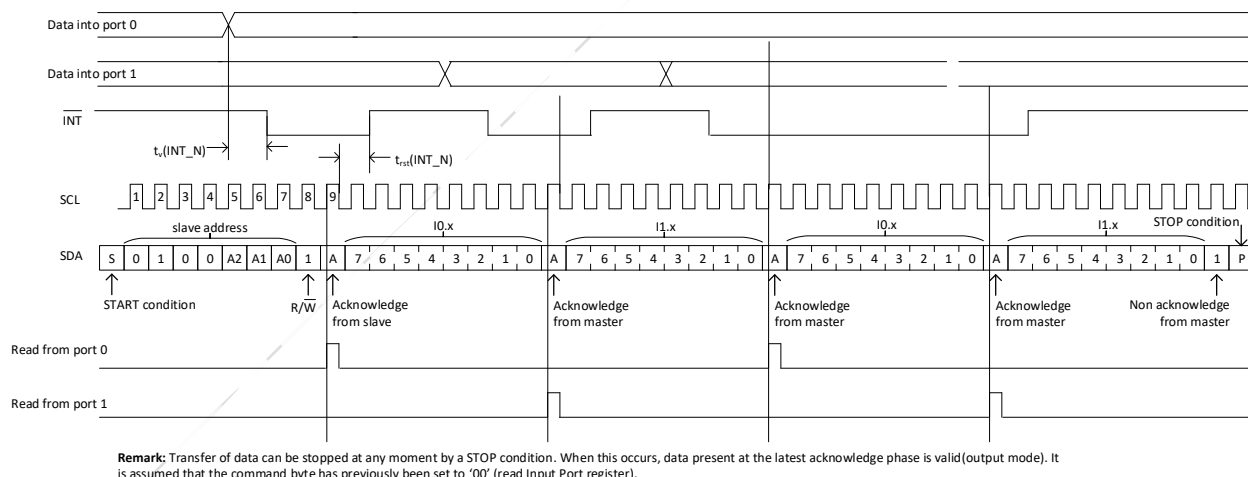 Data into port 0
Data into port 1
INT
tv(INT_N)
trst(INT_N)
SCL
1 2 3 4 5 6 7 8 9
slave address
I0.x
I1.x
I0.x
I1.x
STOP condition
SDA
S 0 1 0 0 A2 A1 A0 1 A 7 6 5 4 3 2 1 0 A 7 6 5 4 3 2 1 0 A 7 6 5 4 3 2 1 0 A 7 6 5 4 3 2 1 0 1 P
START condition
R/W
Acknowledge
from slave
Acknowledge
from master
Acknowledge
from master
Acknowledge
from master
Non acknowledge
from master
Read from port 0
Read from port 1
Remark: Transfer of data can be stopped at any moment by a STOP condition. When this occurs, data present at the latest acknowledge phase is valid(output mode). It
is assumed that the command byte has previously been set to ‘00’ (read Input Port register).